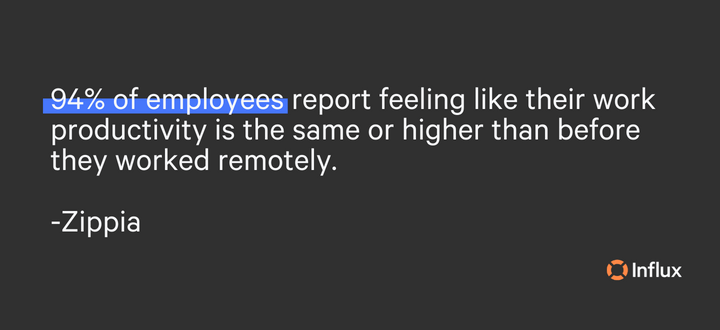 94% of employees report feeling like their work
productivity is the same or higher than before
they worked remotely.
-Zippia
Influx